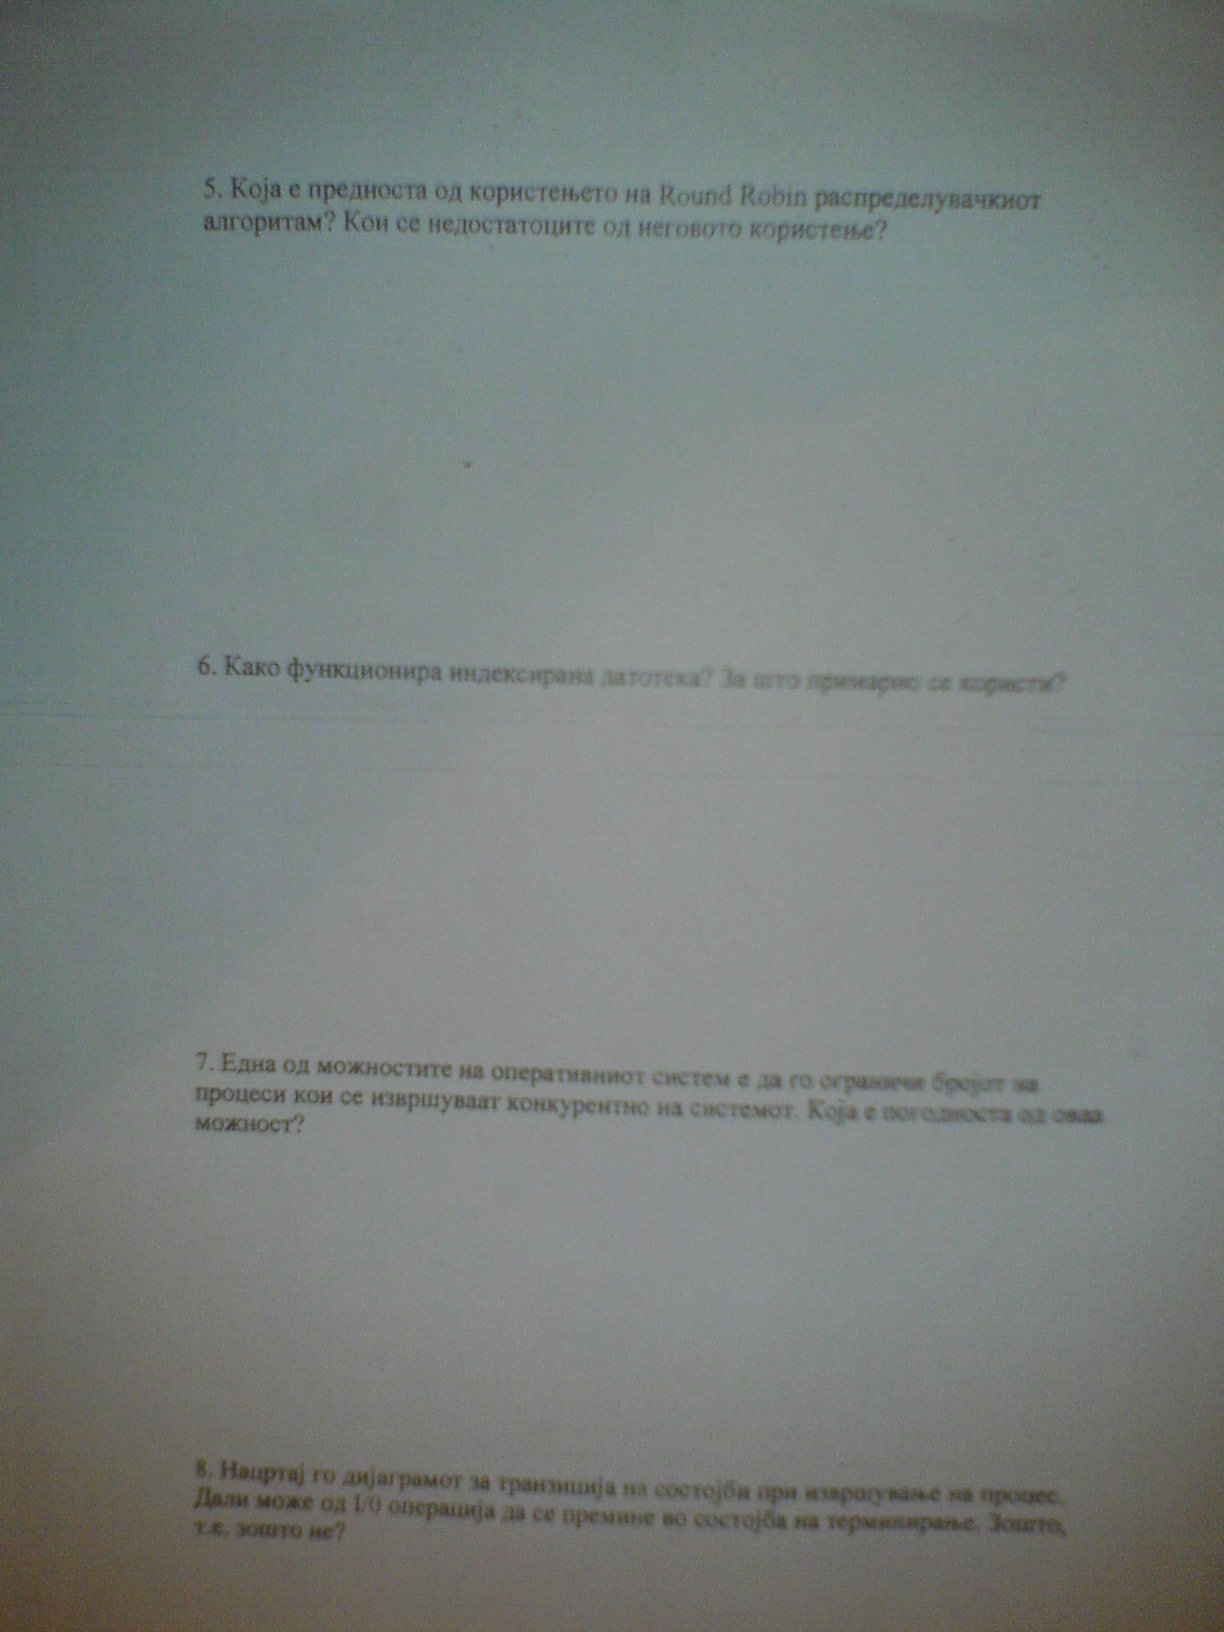 5. Која е предноста од користењето на Round Robin распределувачкиот
алгоритам? Кои се недостатоците од неговото користење?
6. Како функционира индексирана датотека? За што примарно се користи?
7. Една од можностите на оперативниот систем е да го ограничи бројот на
процеси кои се извршуваат конкурентно на системот. Која е погодноста од оваа
можност?
8. Нацртај го дијаграмот за транзиција на состојби при извршување на процес.
Дали може од I/0 операција да се премине во состојба на терминирање. Зошто,
т.е. зошто не?